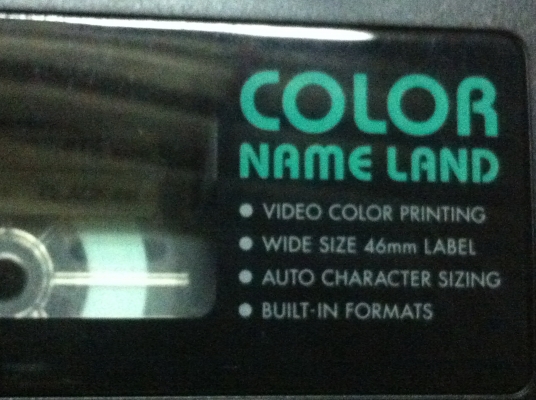 COLOR
NAME LAND
● VIDEO COLOR PRINTING
● WIDE SIZE 46mm LABEL
● AUTO CHARACTER SIZING
● BUILT-IN FORMATS